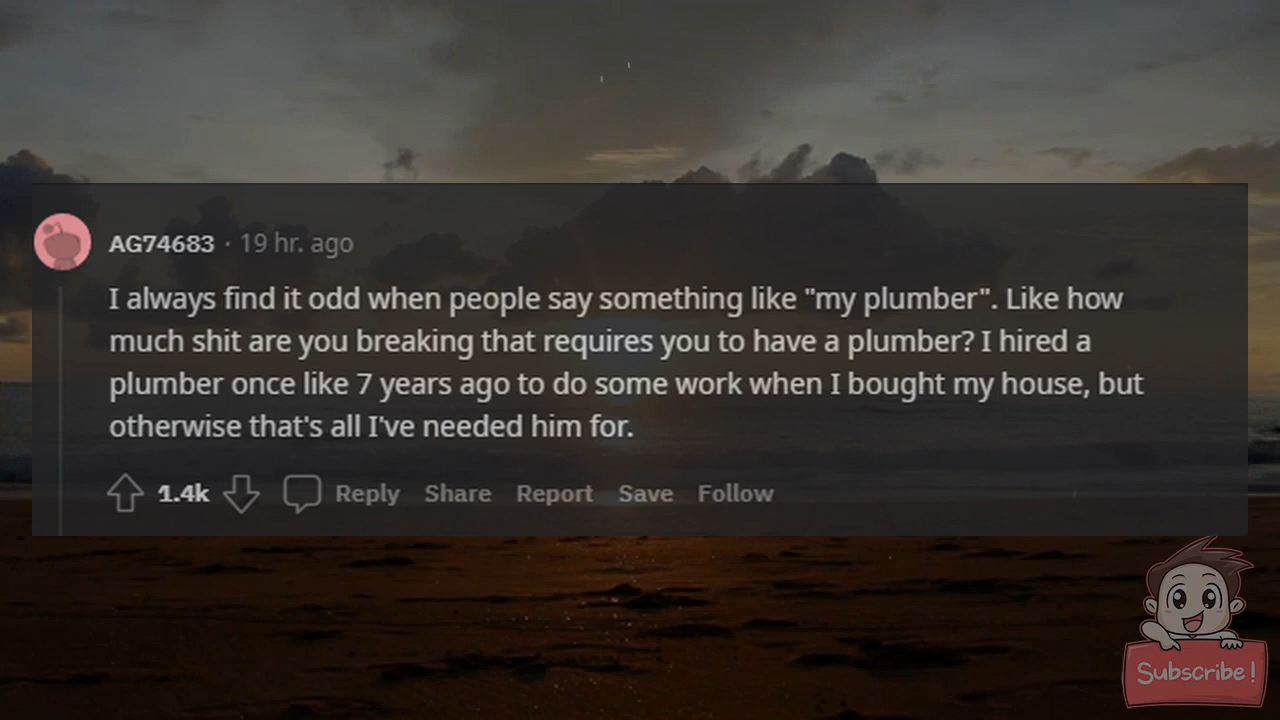 AG74683 · 19 hr. ago
I always find it odd when people say something like "my plumber". Like how
much shit are you breaking that requires you to have a plumber? I hired a
plumber once like 7 years ago to do some work when I bought my house, but
otherwise that's all I've needed him for.
1.4k Reply Share Report Save Follow
Subscribe!